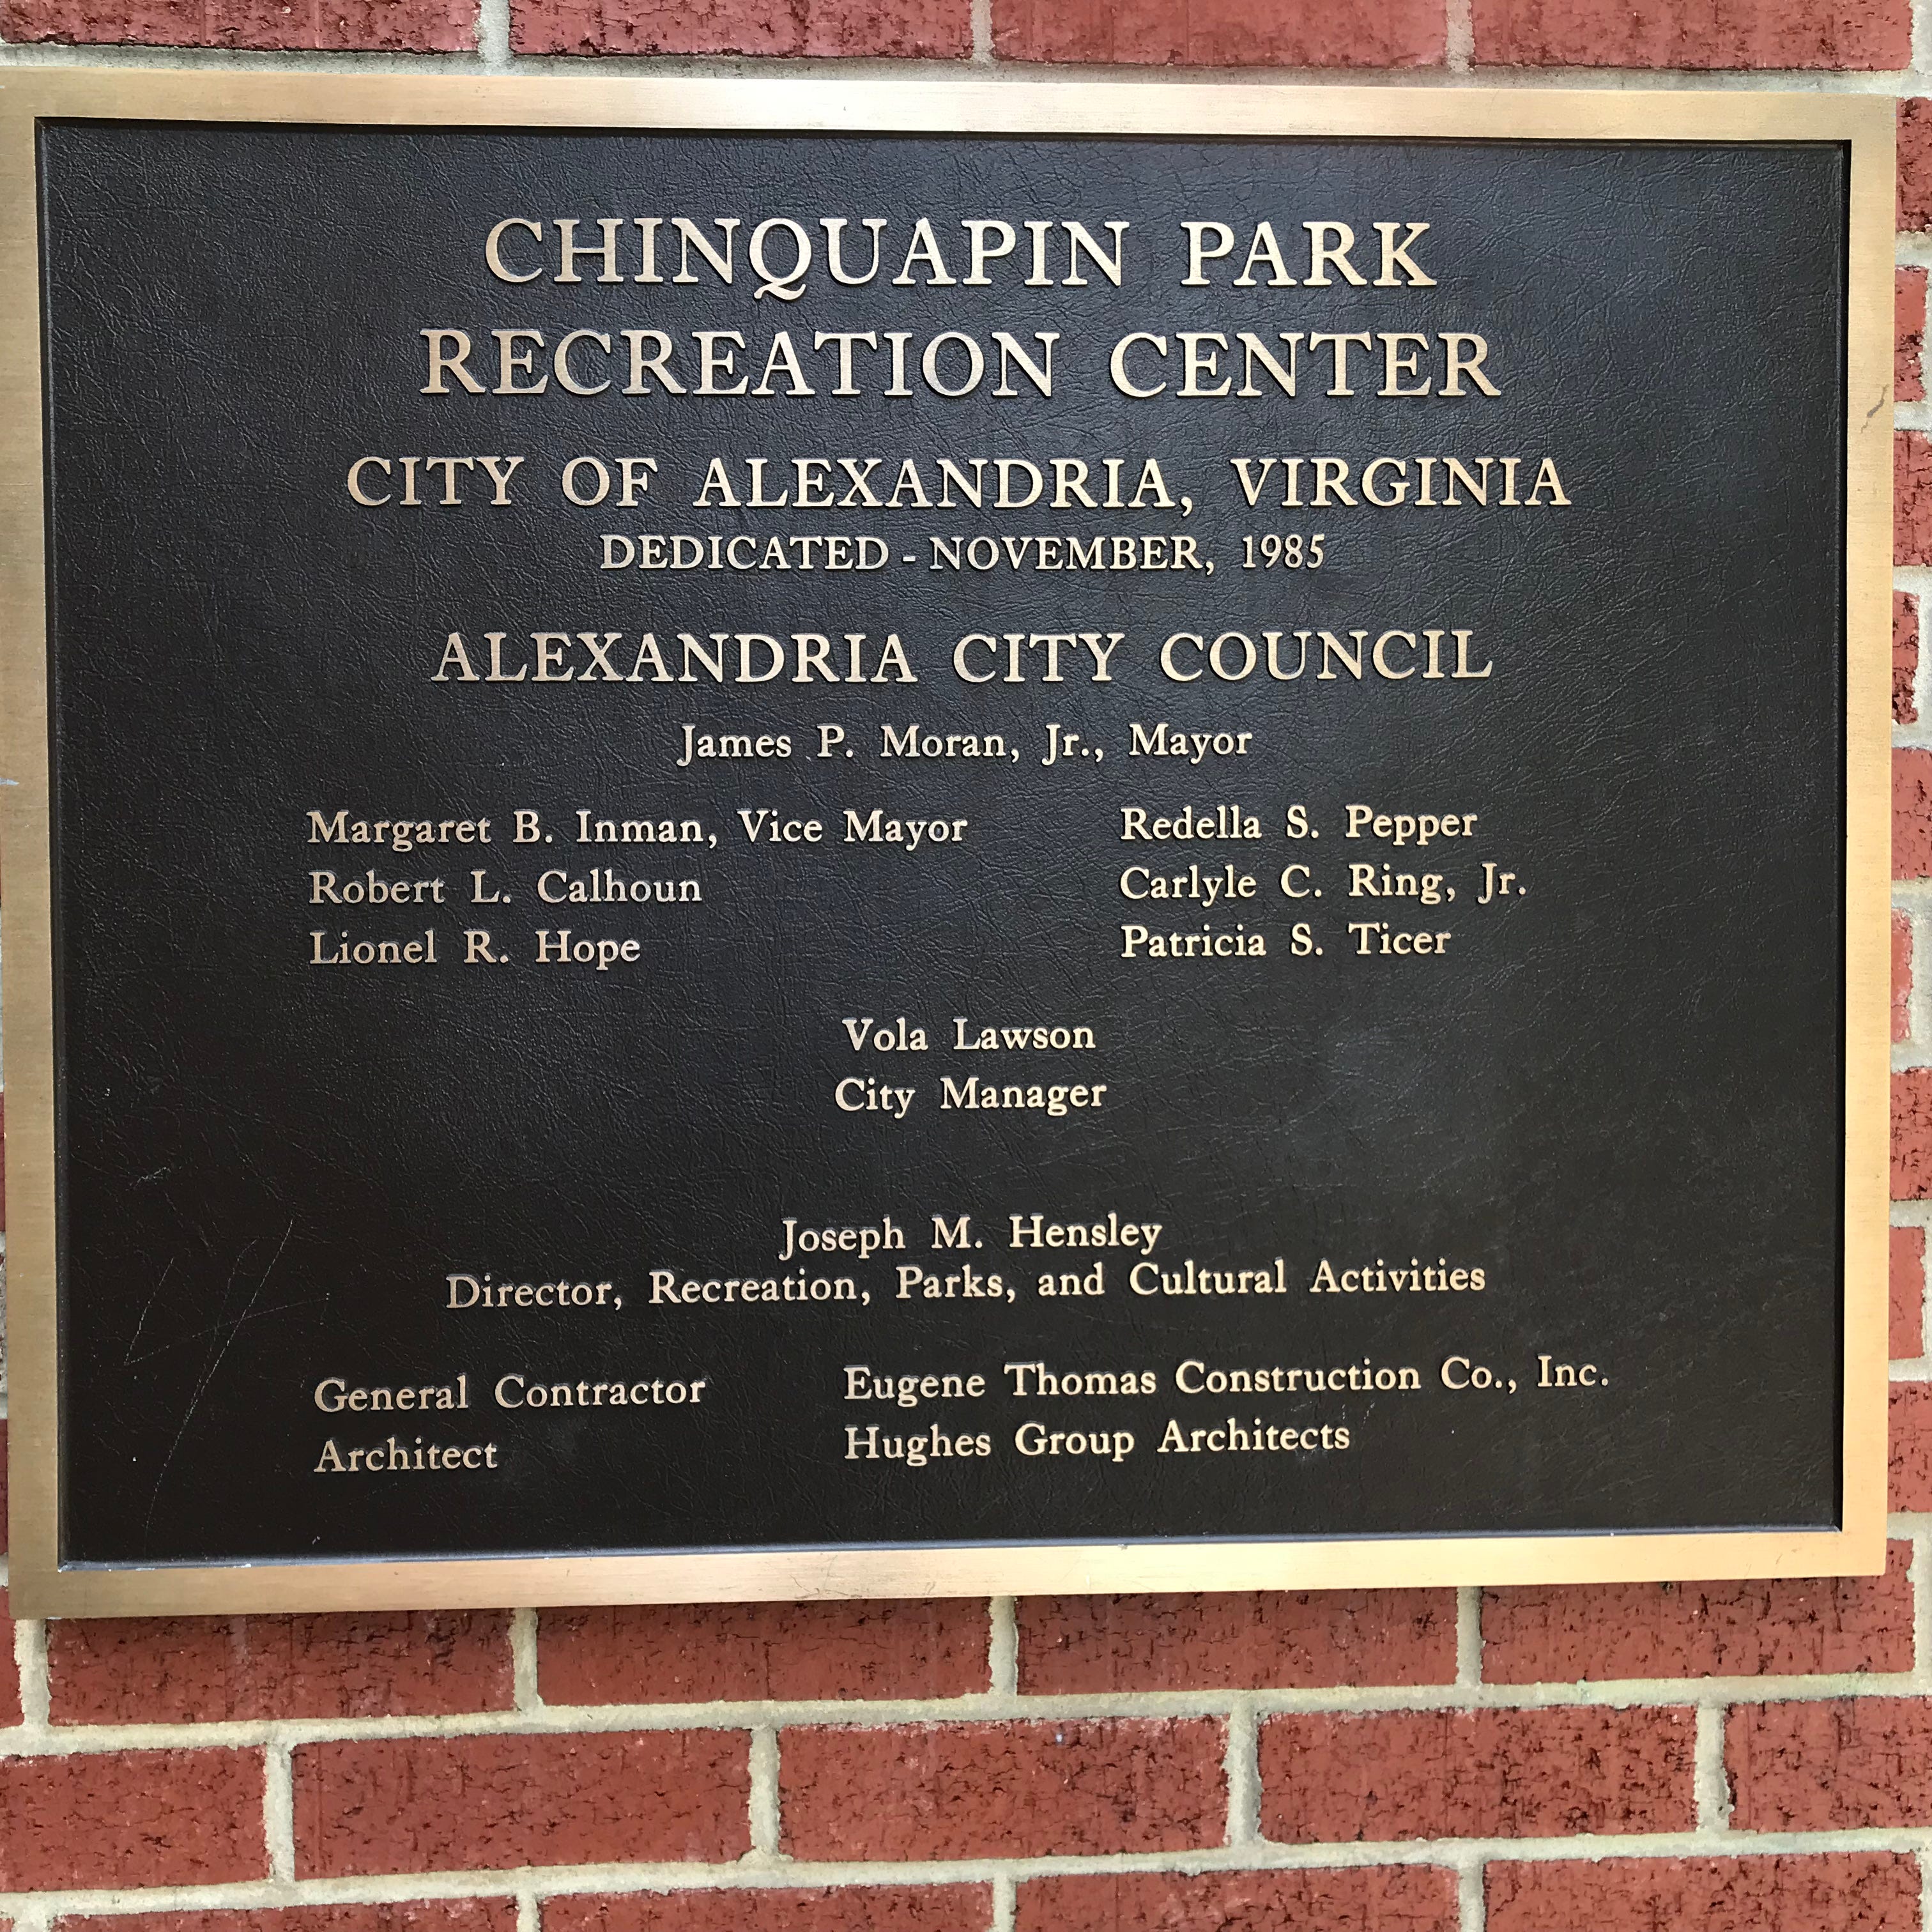 CHINQUAPIN PARK
RECREATION CENTER
CITY OF ALEXANDRIA, VIRGINIA
DEDICATED - NOVEMBER, 1985
ALEXANDRIA CITY COUNCIL
James P. Moran, Jr., Mayor
Margaret B. Inman, Vice Mayor
Robert L. Calhoun
Lionel R. Hope
Redella S. Pepper
Carlyle C. Ring, Jr.
Patricia S. Ticer
Vola Lawson
City Manager
Joseph M. Hensley
Director, Recreation, Parks, and Cultural Activities
General Contractor Eugene Thomas Construction Co., Inc.
Architect Hughes Group Architects